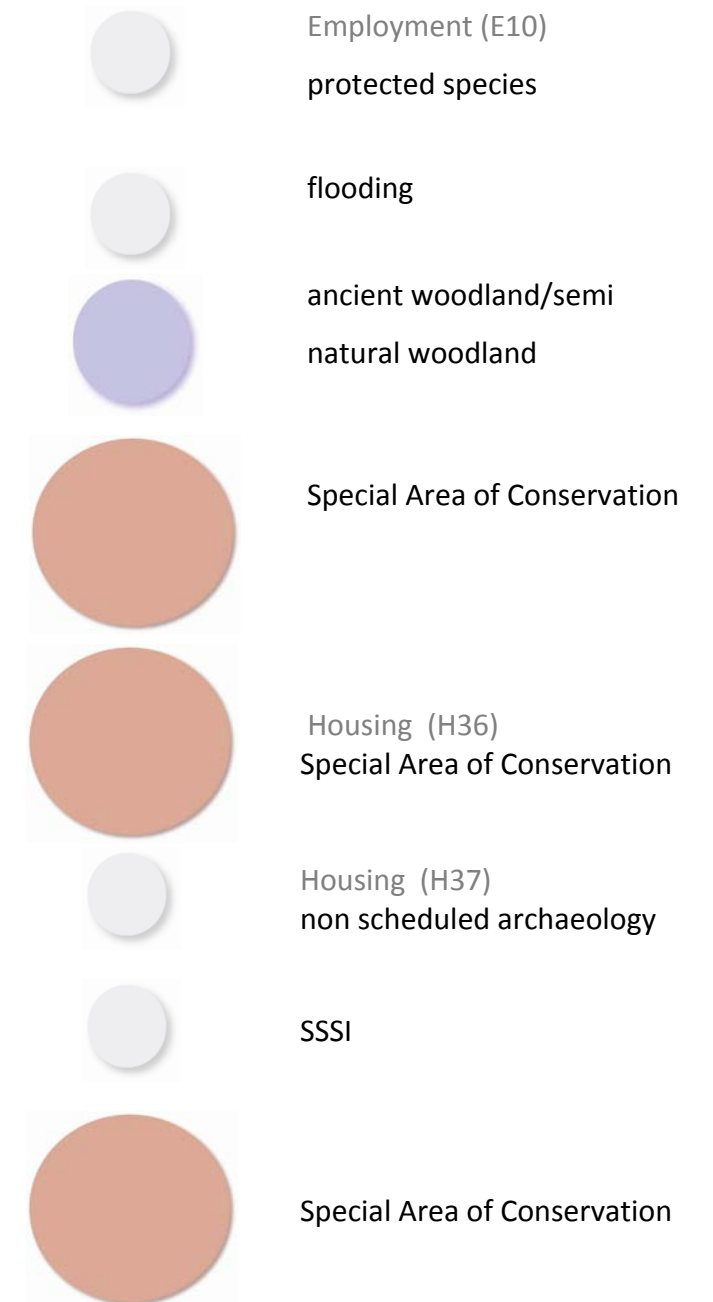 Employment (E10)
protected species
flooding
ancient woodland/semi
natural woodland
Special Area of Conservation
Housing  (H36)
Special Area of Conservation
Housing  (H37)
non scheduled archaeology
SSSI
Special Area of Conservation